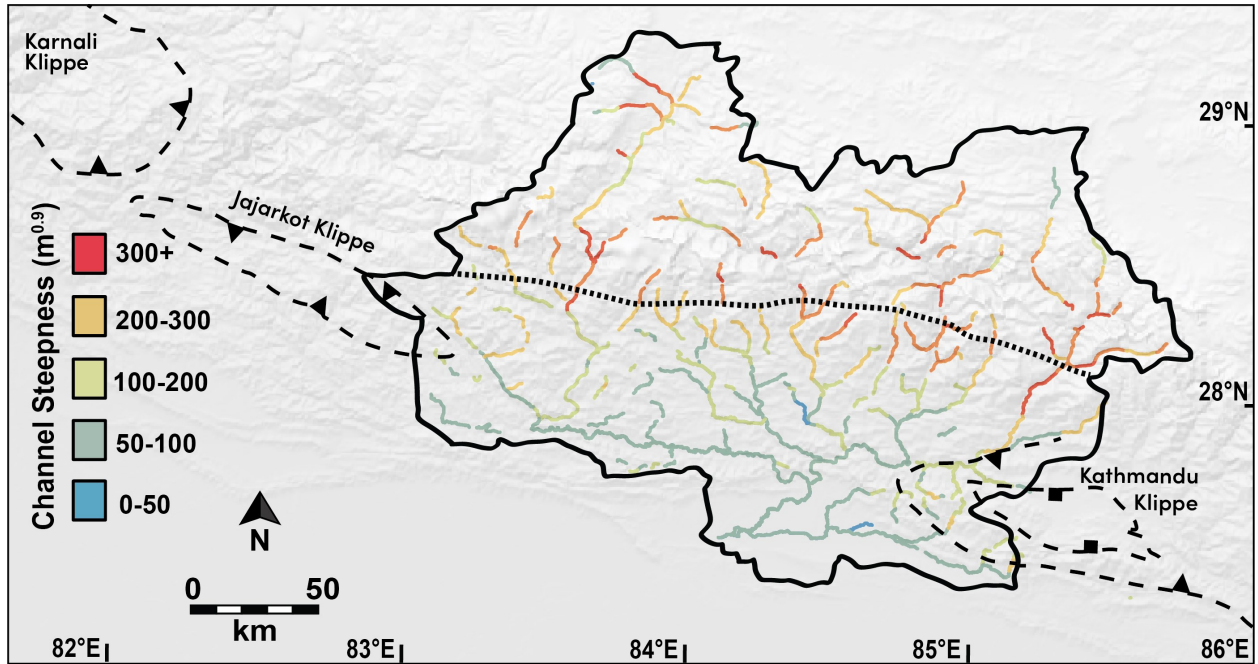 Karnali
Klippe
29°N
Jajarkot Klippe
Channel Steepness (m0.9)
300+
200-300
100-200
50-100
0-50
28°N
Kathmandu
Klippe
N
0 50
km
82°E 83°E 84°E 85°E 86°E